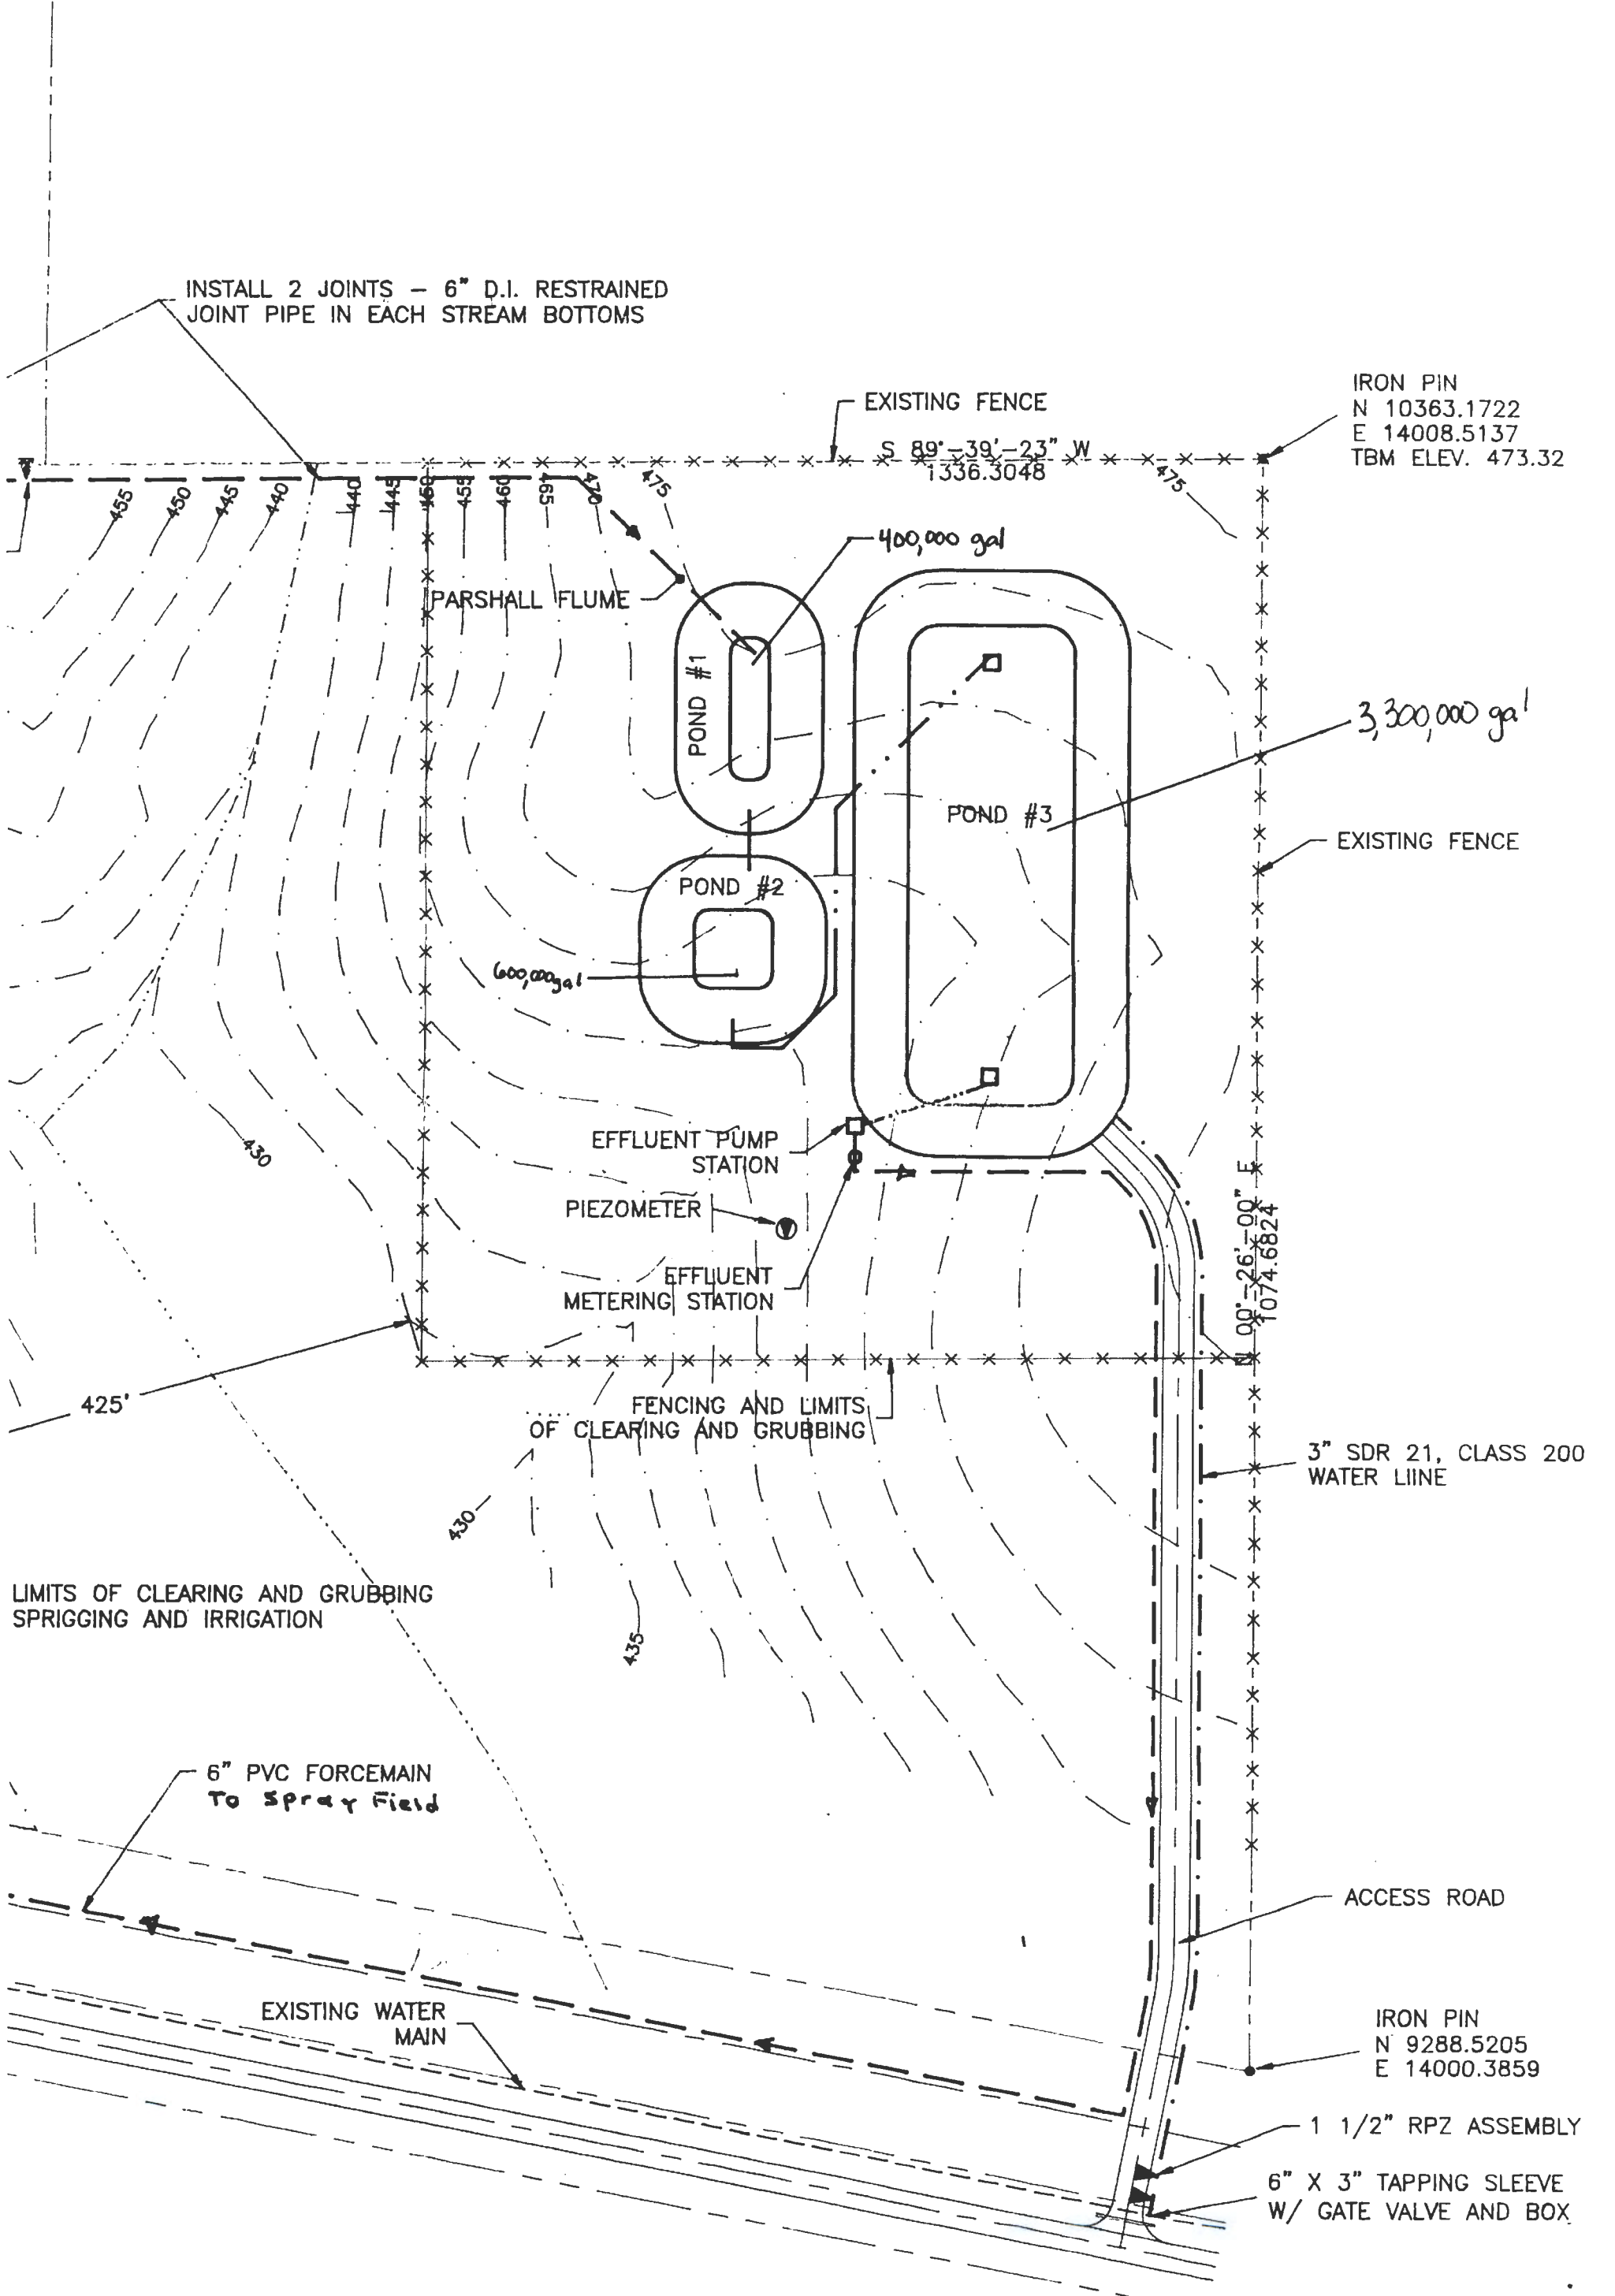 INSTALL 2 JOINTS – 6" D.I. RESTRAINED
JOINT PIPE IN EACH STREAM BOTTOMS
IRON PIN
N 10363.1722
E 14008.5137
TBM ELEV. 473.32
EXISTING FENCE
S 89°–39'–23" W
1336.3048
455
450
445
440
440
445
450
455
460
465
470
475
475
400,000 gal
PARSHALL FLUME
POND #1
3,300,000 gal
POND #3
EXISTING FENCE
POND #2
600,000gal
430
EFFLUENT PUMP
STATION
PIEZOMETER
EFFLUENT
METERING STATION
N 00°–26'–00" E
1074.6824
425'
FENCING AND LIMITS
OF CLEARING AND GRUBBING
3" SDR 21, CLASS 200
WATER LIINE
430
LIMITS OF CLEARING AND GRUBBING
SPRIGGING AND IRRIGATION
435
6" PVC FORCEMAIN
To Spray Field
ACCESS ROAD
EXISTING WATER
MAIN
IRON PIN
N 9288.5205
E 14000.3859
1 1/2" RPZ ASSEMBLY
6" X 3" TAPPING SLEEVE
W/ GATE VALVE AND BOX